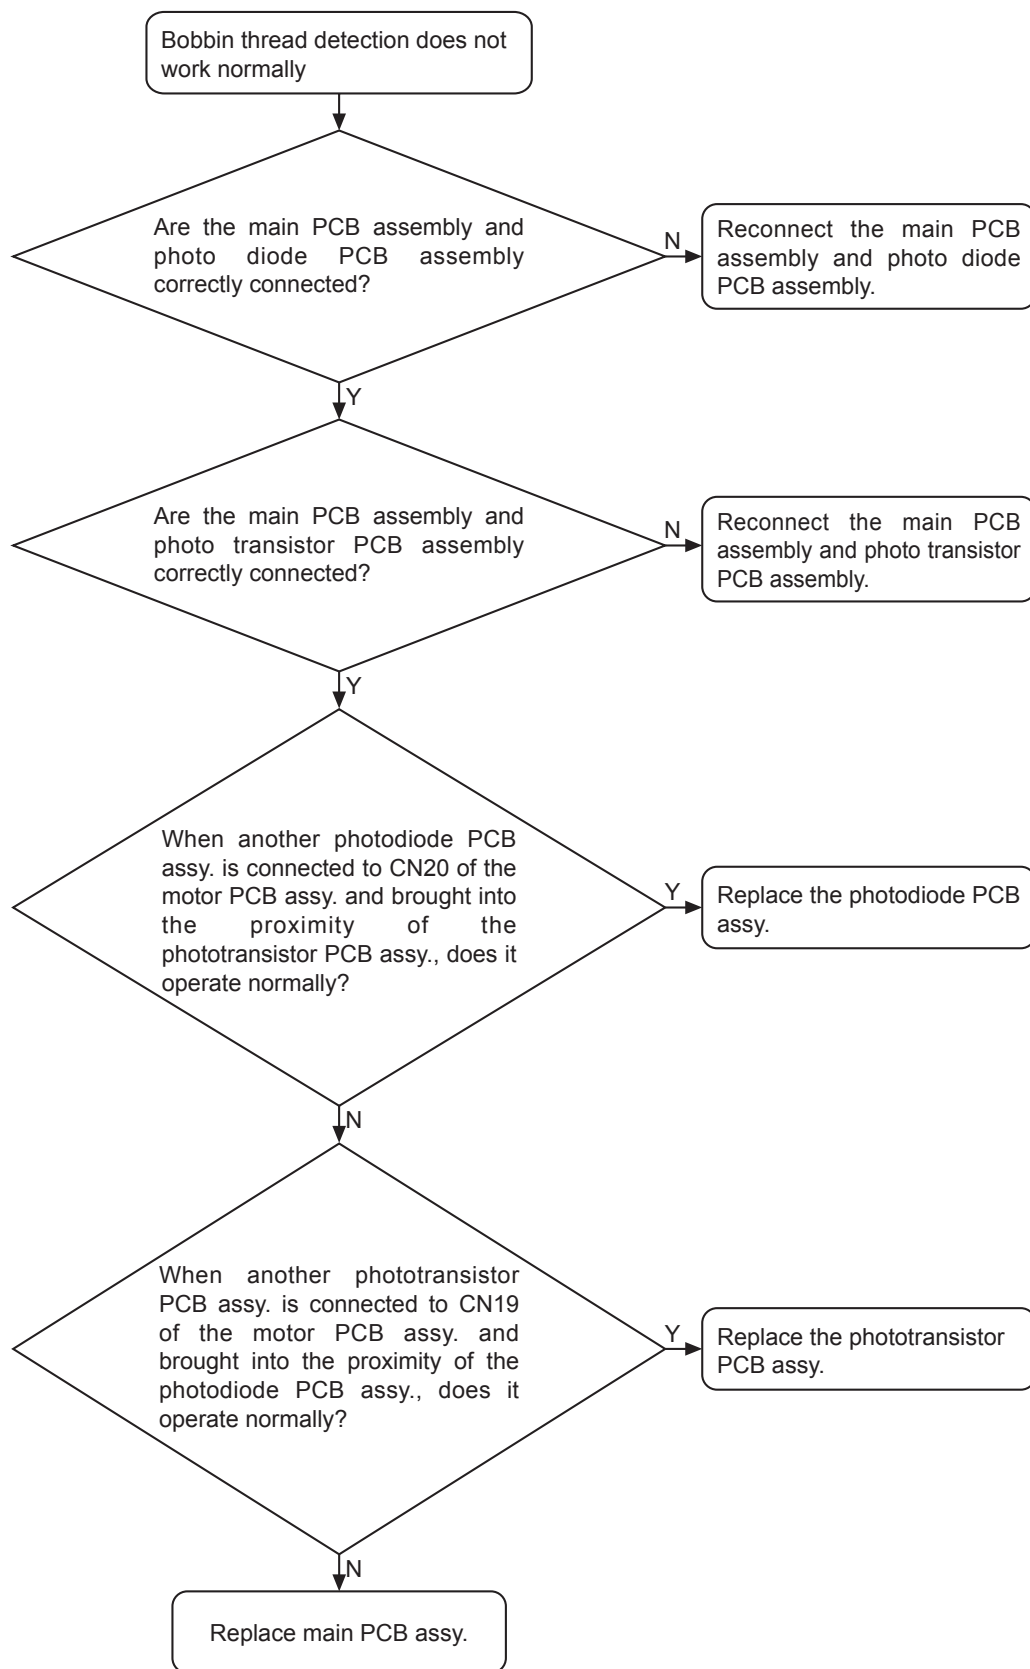 Bobbin thread detection does not
work normally
Are the main PCB assembly and
photo diode PCB assembly
correctly connected?
N
Reconnect the main PCB
assembly and photo diode
PCB assembly.
Y
Are the main PCB assembly and
photo transistor PCB assembly
correctly connected?
N
Reconnect the main PCB
assembly and photo transistor
PCB assembly.
Y
When another photodiode PCB
assy. is connected to CN20 of the
motor PCB assy. and brought into
the proximity of the
phototransistor PCB assy., does it
operate normally?
Y
Replace the photodiode PCB
assy.
N
When another phototransistor
PCB assy. is connected to CN19
of the motor PCB assy. and
brought into the proximity of the
photodiode PCB assy., does it
operate normally?
Y
Replace the phototransistor
PCB assy.
N
Replace main PCB assy.